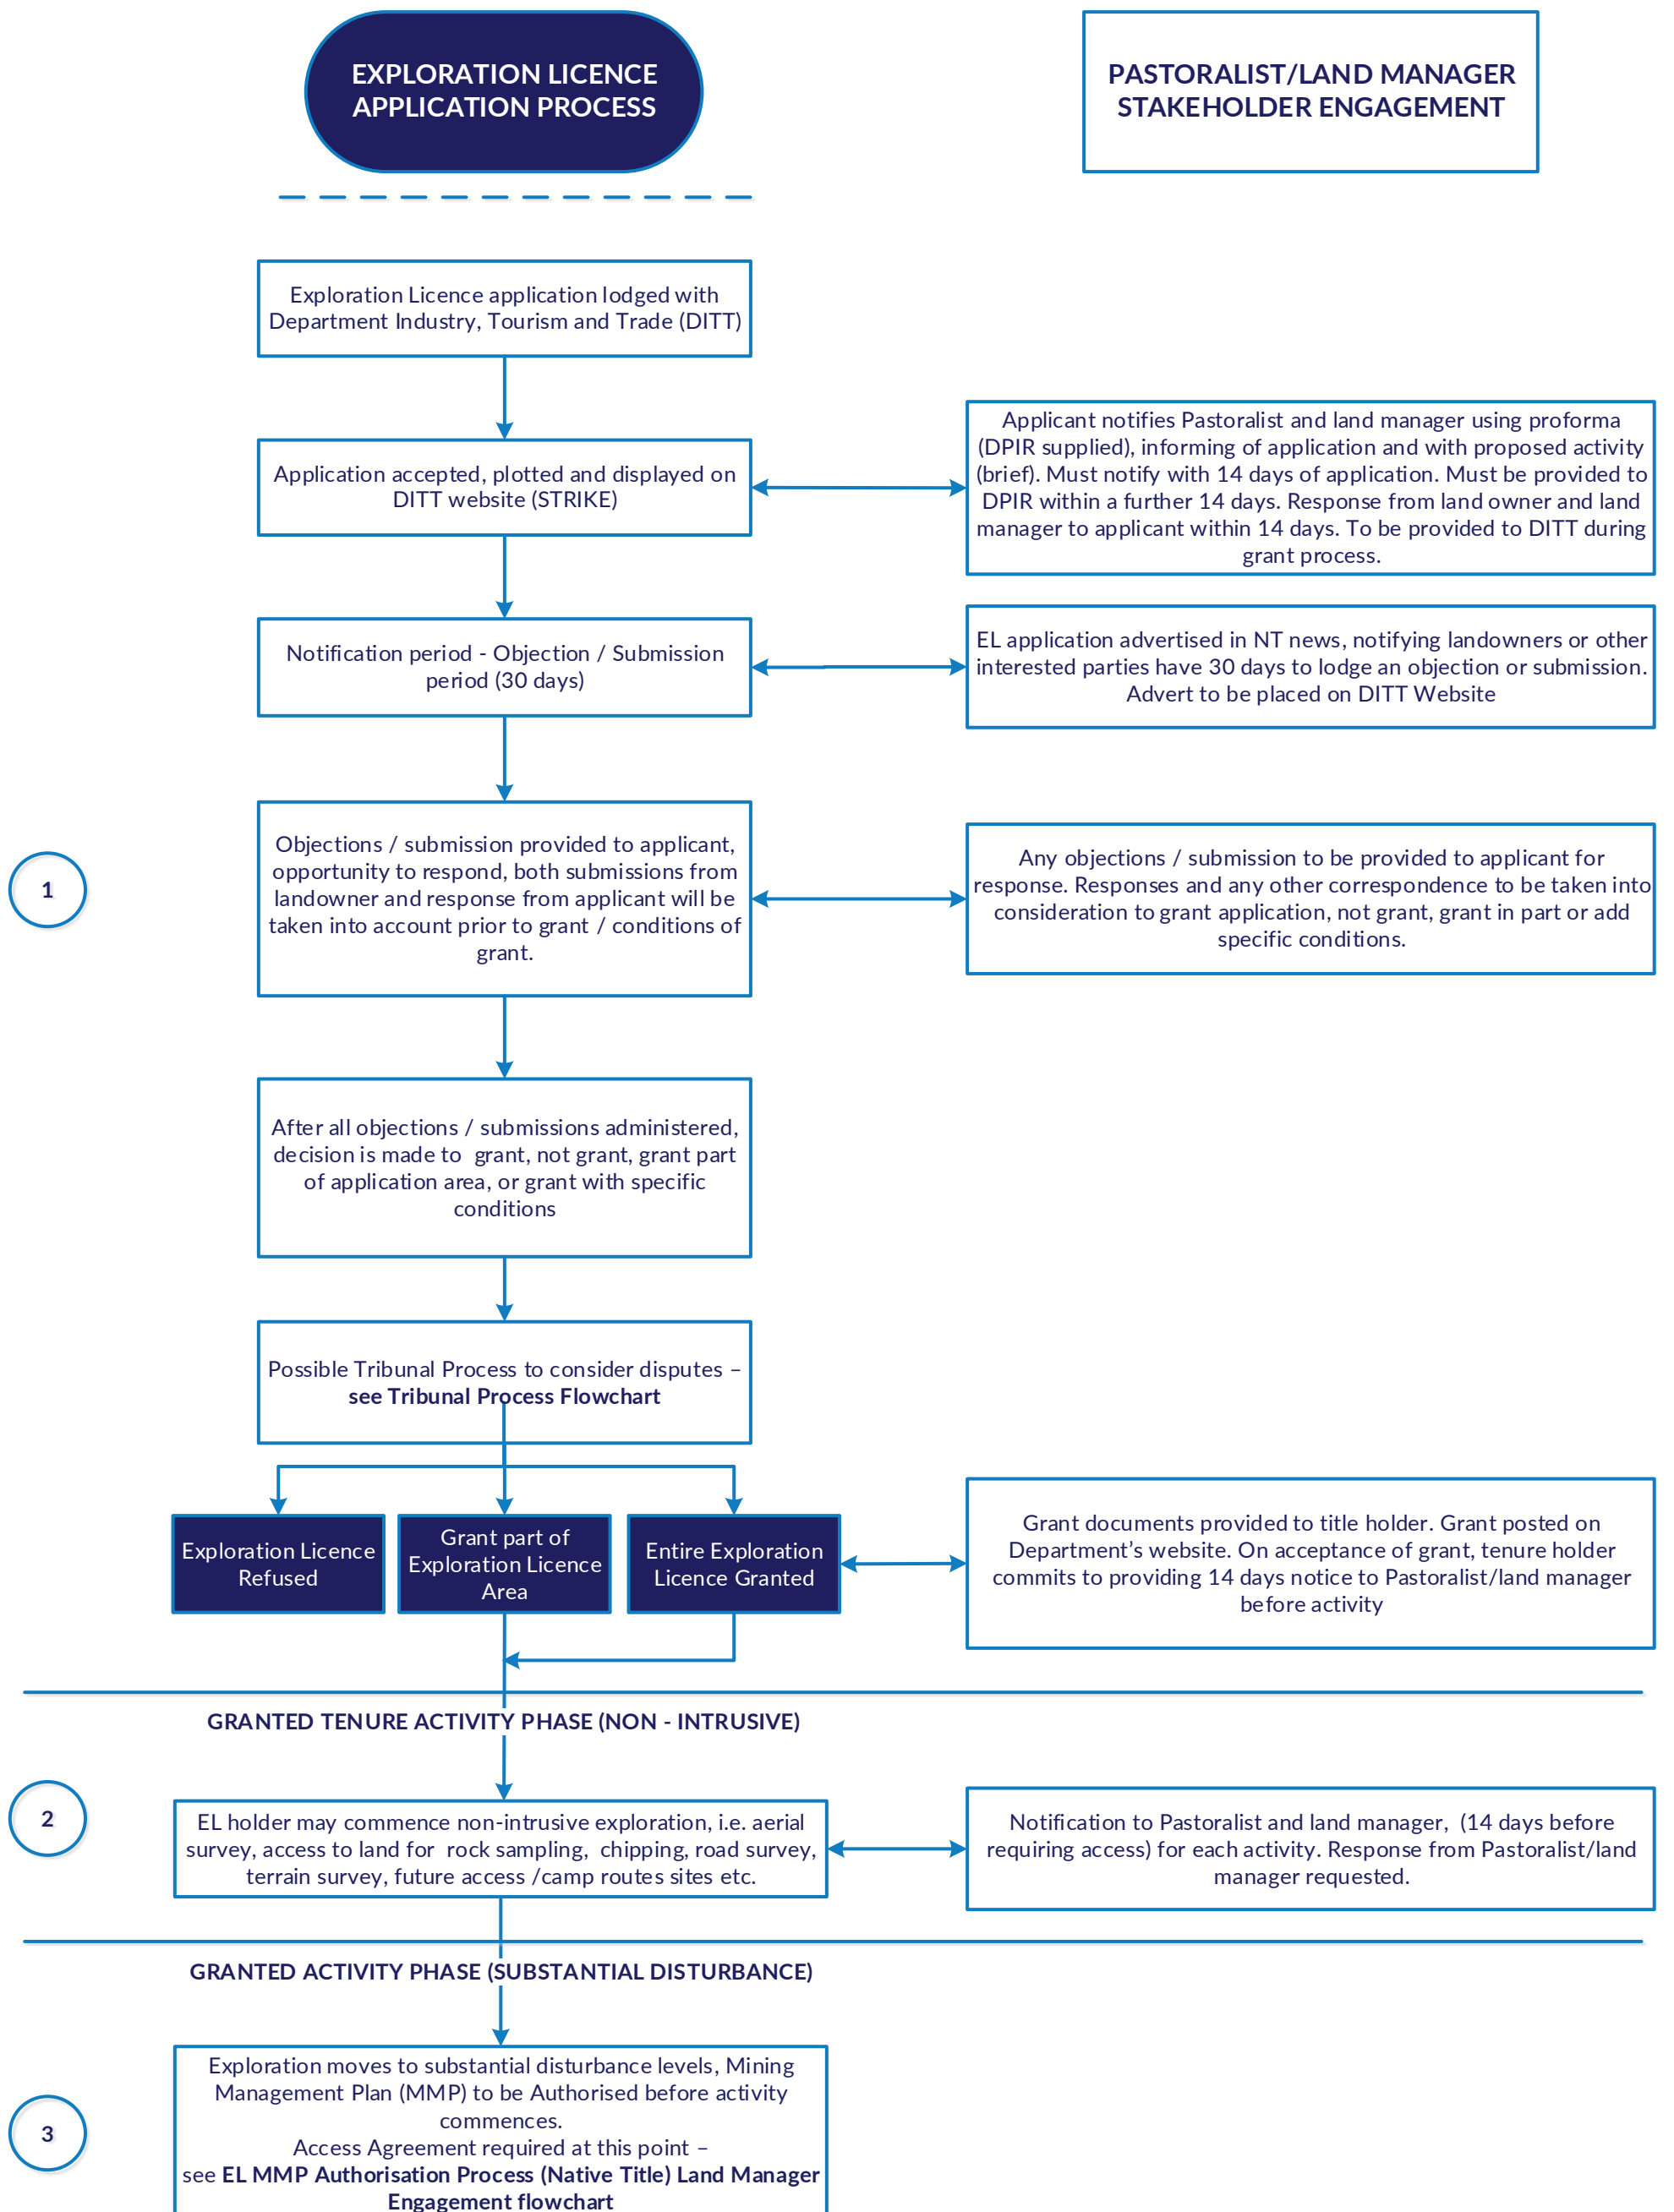 EXPLORATION LICENCE
APPLICATION PROCESS
PASTORALIST/LAND MANAGER
STAKEHOLDER ENGAGEMENT
Exploration Licence application lodged with
Department Industry, Tourism and Trade (DITT)
Application accepted, plotted and displayed on
DITT website (STRIKE)
Applicant notifies Pastoralist and land manager using proforma
(DPIR supplied), informing of application and with proposed activity
(brief). Must notify with 14 days of application. Must be provided to
DPIR within a further 14 days. Response from land owner and land
manager to applicant within 14 days. To be provided to DITT during
grant process.
Notification period - Objection / Submission
period (30 days)
EL application advertised in NT news, notifying landowners or other
interested parties have 30 days to lodge an objection or submission.
Advert to be placed on DITT Website
1
Objections / submission provided to applicant,
opportunity to respond, both submissions from
landowner and response from applicant will be
taken into account prior to grant / conditions of
grant.
Any objections / submission to be provided to applicant for
response. Responses and any other correspondence to be taken into
consideration to grant application, not grant, grant in part or add
specific conditions.
After all objections / submissions administered,
decision is made to grant, not grant, grant part
of application area, or grant with specific
conditions
Possible Tribunal Process to consider disputes –
see Tribunal Process Flowchart
Exploration Licence
Refused
Grant part of
Exploration Licence
Area
Entire Exploration
Licence Granted
Grant documents provided to title holder. Grant posted on
Department’s website. On acceptance of grant, tenure holder
commits to providing 14 days notice to Pastoralist/land manager
before activity
GRANTED TENURE ACTIVITY PHASE (NON - INTRUSIVE)
2
EL holder may commence non-intrusive exploration, i.e. aerial
survey, access to land for rock sampling, chipping, road survey,
terrain survey, future access /camp routes sites etc.
Notification to Pastoralist and land manager, (14 days before
requiring access) for each activity. Response from Pastoralist/land
manager requested.
GRANTED ACTIVITY PHASE (SUBSTANTIAL DISTURBANCE)
3
Exploration moves to substantial disturbance levels, Mining
Management Plan (MMP) to be Authorised before activity
commences.
Access Agreement required at this point –
see EL MMP Authorisation Process (Native Title) Land Manager
Engagement flowchart